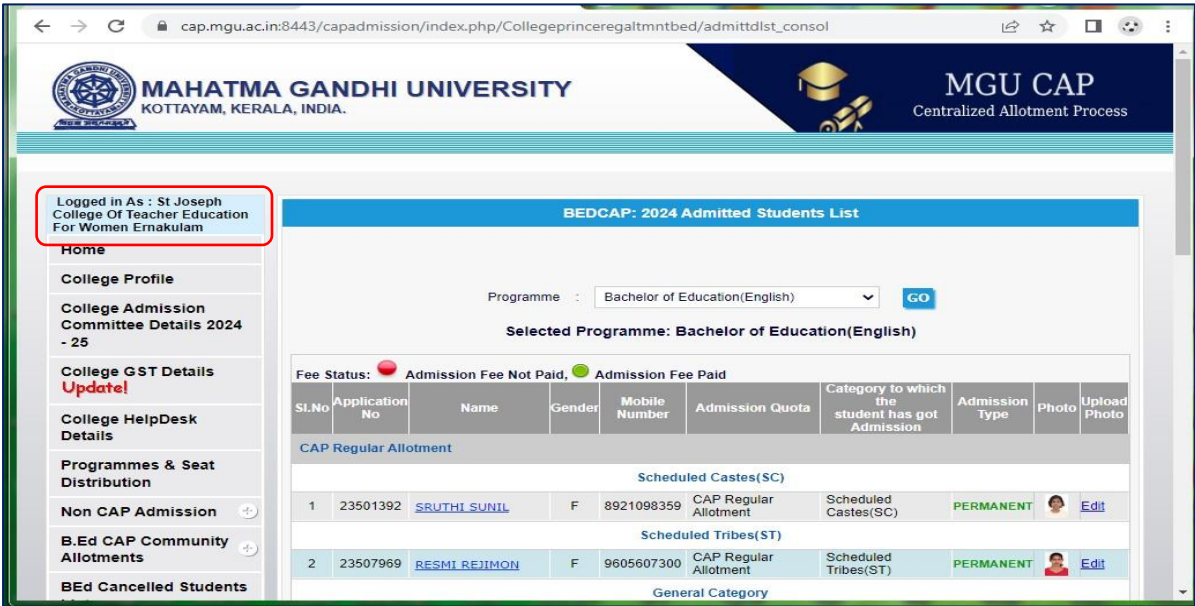 cap.mgu.ac.in:8443/capadmission/index.php/Collegeprinceregaltmntbed/admittdlst_consol
MAHATMA GANDHI UNIVERSITY
KOTTAYAM, KERALA, INDIA.
MGU CAP
Centralized Allotment Process
Logged in As : St Joseph
College Of Teacher Education
For Women Ernakulam
Home
College Profile
College Admission
Committee Details 2024
- 25
College GST Details
Update!
College HelpDesk
Details
Programmes & Seat
Distribution
Non CAP Admission
B.Ed CAP Community
Allotments
BEd Cancelled Students
BEDCAP: 2024 Admitted Students List
Programme : Bachelor of Education(English) GO
Selected Programme: Bachelor of Education(English)
Fee Status: Admission Fee Not Paid, Admission Fee Paid
Sl.No Application No Name Gender Mobile Number Admission Quota Category to which the student has got Admission Admission Type Photo Upload Photo
CAP Regular Allotment
Scheduled Castes(SC)
1 23501392 SRUTHI SUNIL F 8921098359 CAP Regular Allotment Scheduled Castes(SC) PERMANENT Edit
Scheduled Tribes(ST)
2 23507969 RESMI REJIMON F 9605607300 CAP Regular Allotment Scheduled Tribes(ST) PERMANENT Edit
General Category